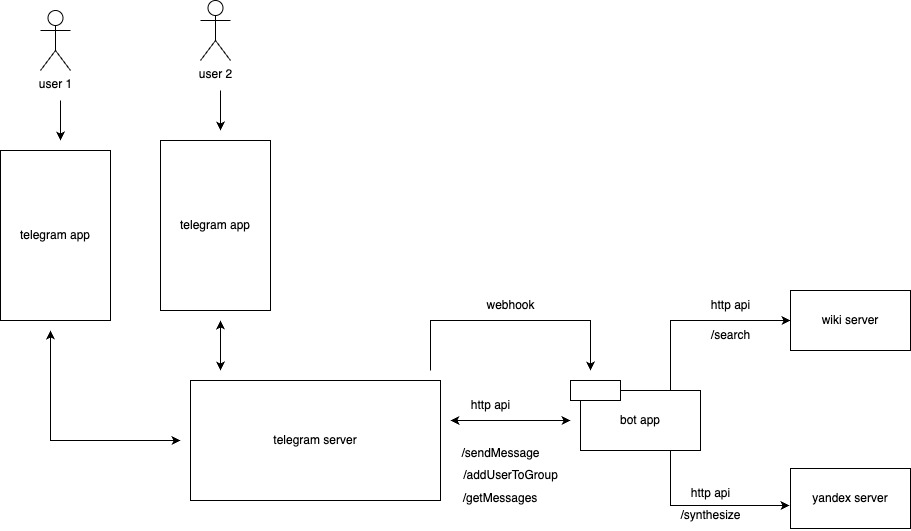 user 1
user 2
telegram app
telegram app
webhook
http api
/search
wiki server
http api
bot app
telegram server
/sendMessage
/addUserToGroup
/getMessages
http api
/synthesize
yandex server